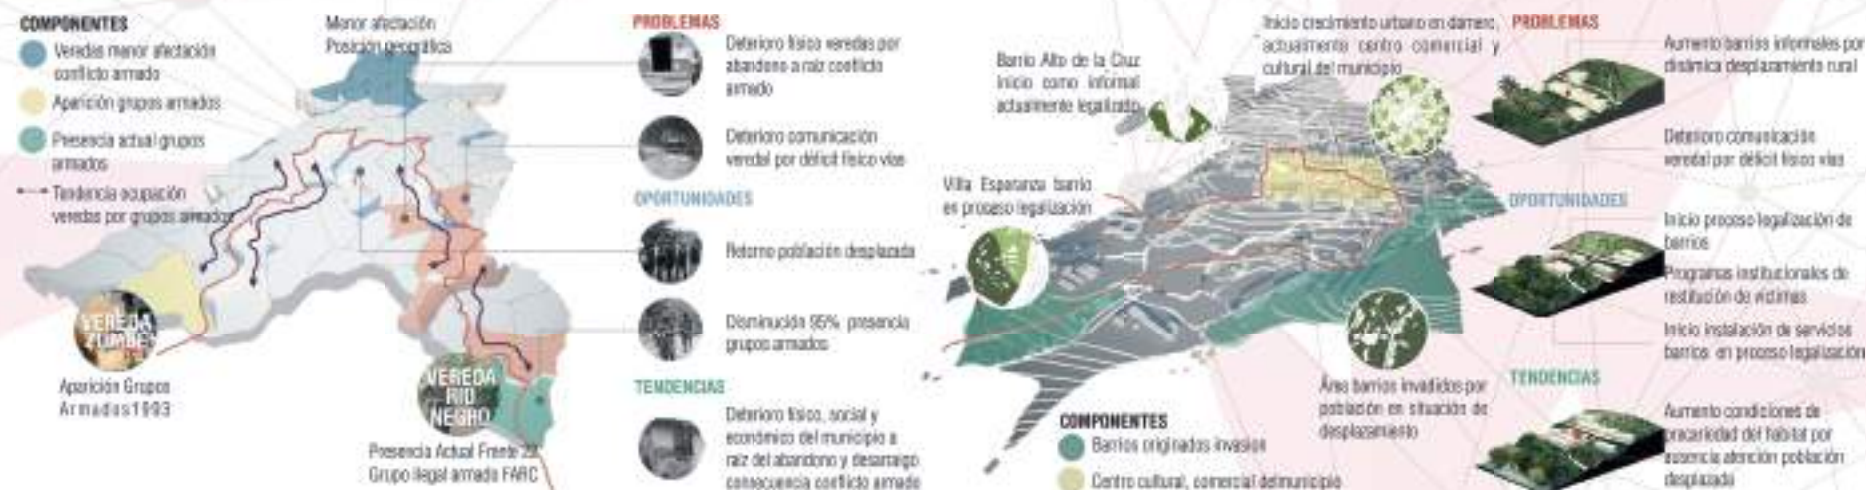 COMPONENTES
Veredas menor afectación
conflicto armado
Aparición grupos armados
Presencia actual grupos
armados
Tendencia ocupación
veredas por grupos armados
Menor afectación
Posición geográfica
VEREDA
ZUMBE
Aparición Grupos
Armados 1993
VEREDA
RIO
NEGRO
Presencia Actual Frente 22
Grupo ilegal armado FARC
PROBLEMAS
Deterioro físico veredas por
abandono a raíz conflicto
armado
Deterioro comunicación
veredal por déficit físico vías
OPORTUNIDADES
Retorno población desplazada
Disminución 95% presencia
grupos armados
TENDENCIAS
Deterioro físico, social y
económico del municipio a
raíz del abandono y desarraigo
consecuencia conflicto armado
Barrio Alto de la Cruz
Inicio como informal
actualmente legalizado
Inicio crecimiento urbano en damero,
actualmente centro comercial y
cultural del municipio
Villa Esperanza barrio
en proceso legalización
Área barrios invadidos por
población en situación de
desplazamiento
COMPONENTES
Barrios originados invasion
Centro cultural, comercial delmunicipio
PROBLEMAS
Aumento barrios informales por
dinámica desplazamiento rural
Deterioro comunicación
veredal por déficit físico vías
OPORTUNIDADES
Inicio proceso legalización de
barrios
Programas institucionales de
restitución de víctimas
Inicio instalación de servicios
barrios en proceso legalización
TENDENCIAS
Aumento condiciones de
precariedad del hábitat por
ausencia atención población
desplazada